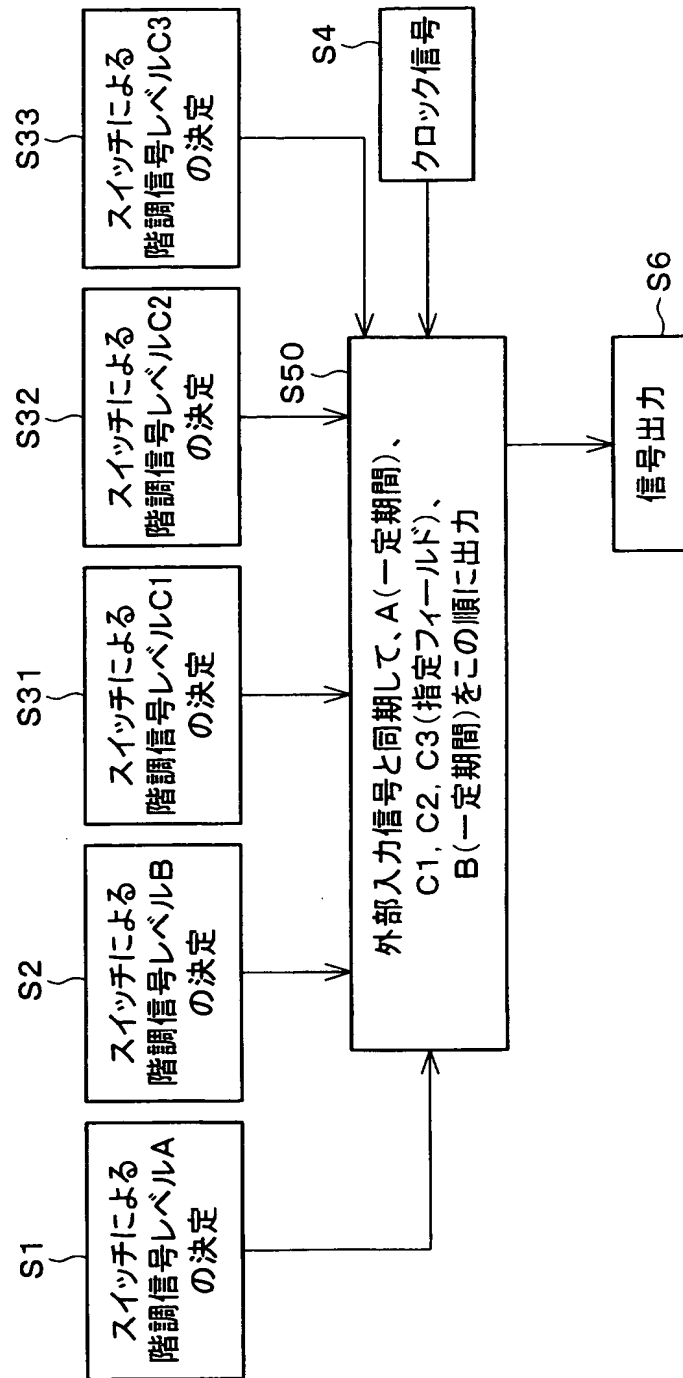 S1
スイッチによる
階調信号レベルA
の決定
S2
スイッチによる
階調信号レベルB
の決定
S31
スイッチによる
階調信号レベルC1
の決定
S32
スイッチによる
階調信号レベルC2
の決定
S33
スイッチによる
階調信号レベルC3
の決定
S4
クロック信号
S50
外部入力信号と同期して、A(一定期間)、
C1, C2, C3(指定フィールド)、
B(一定期間)をこの順に出力
S6
信号出力